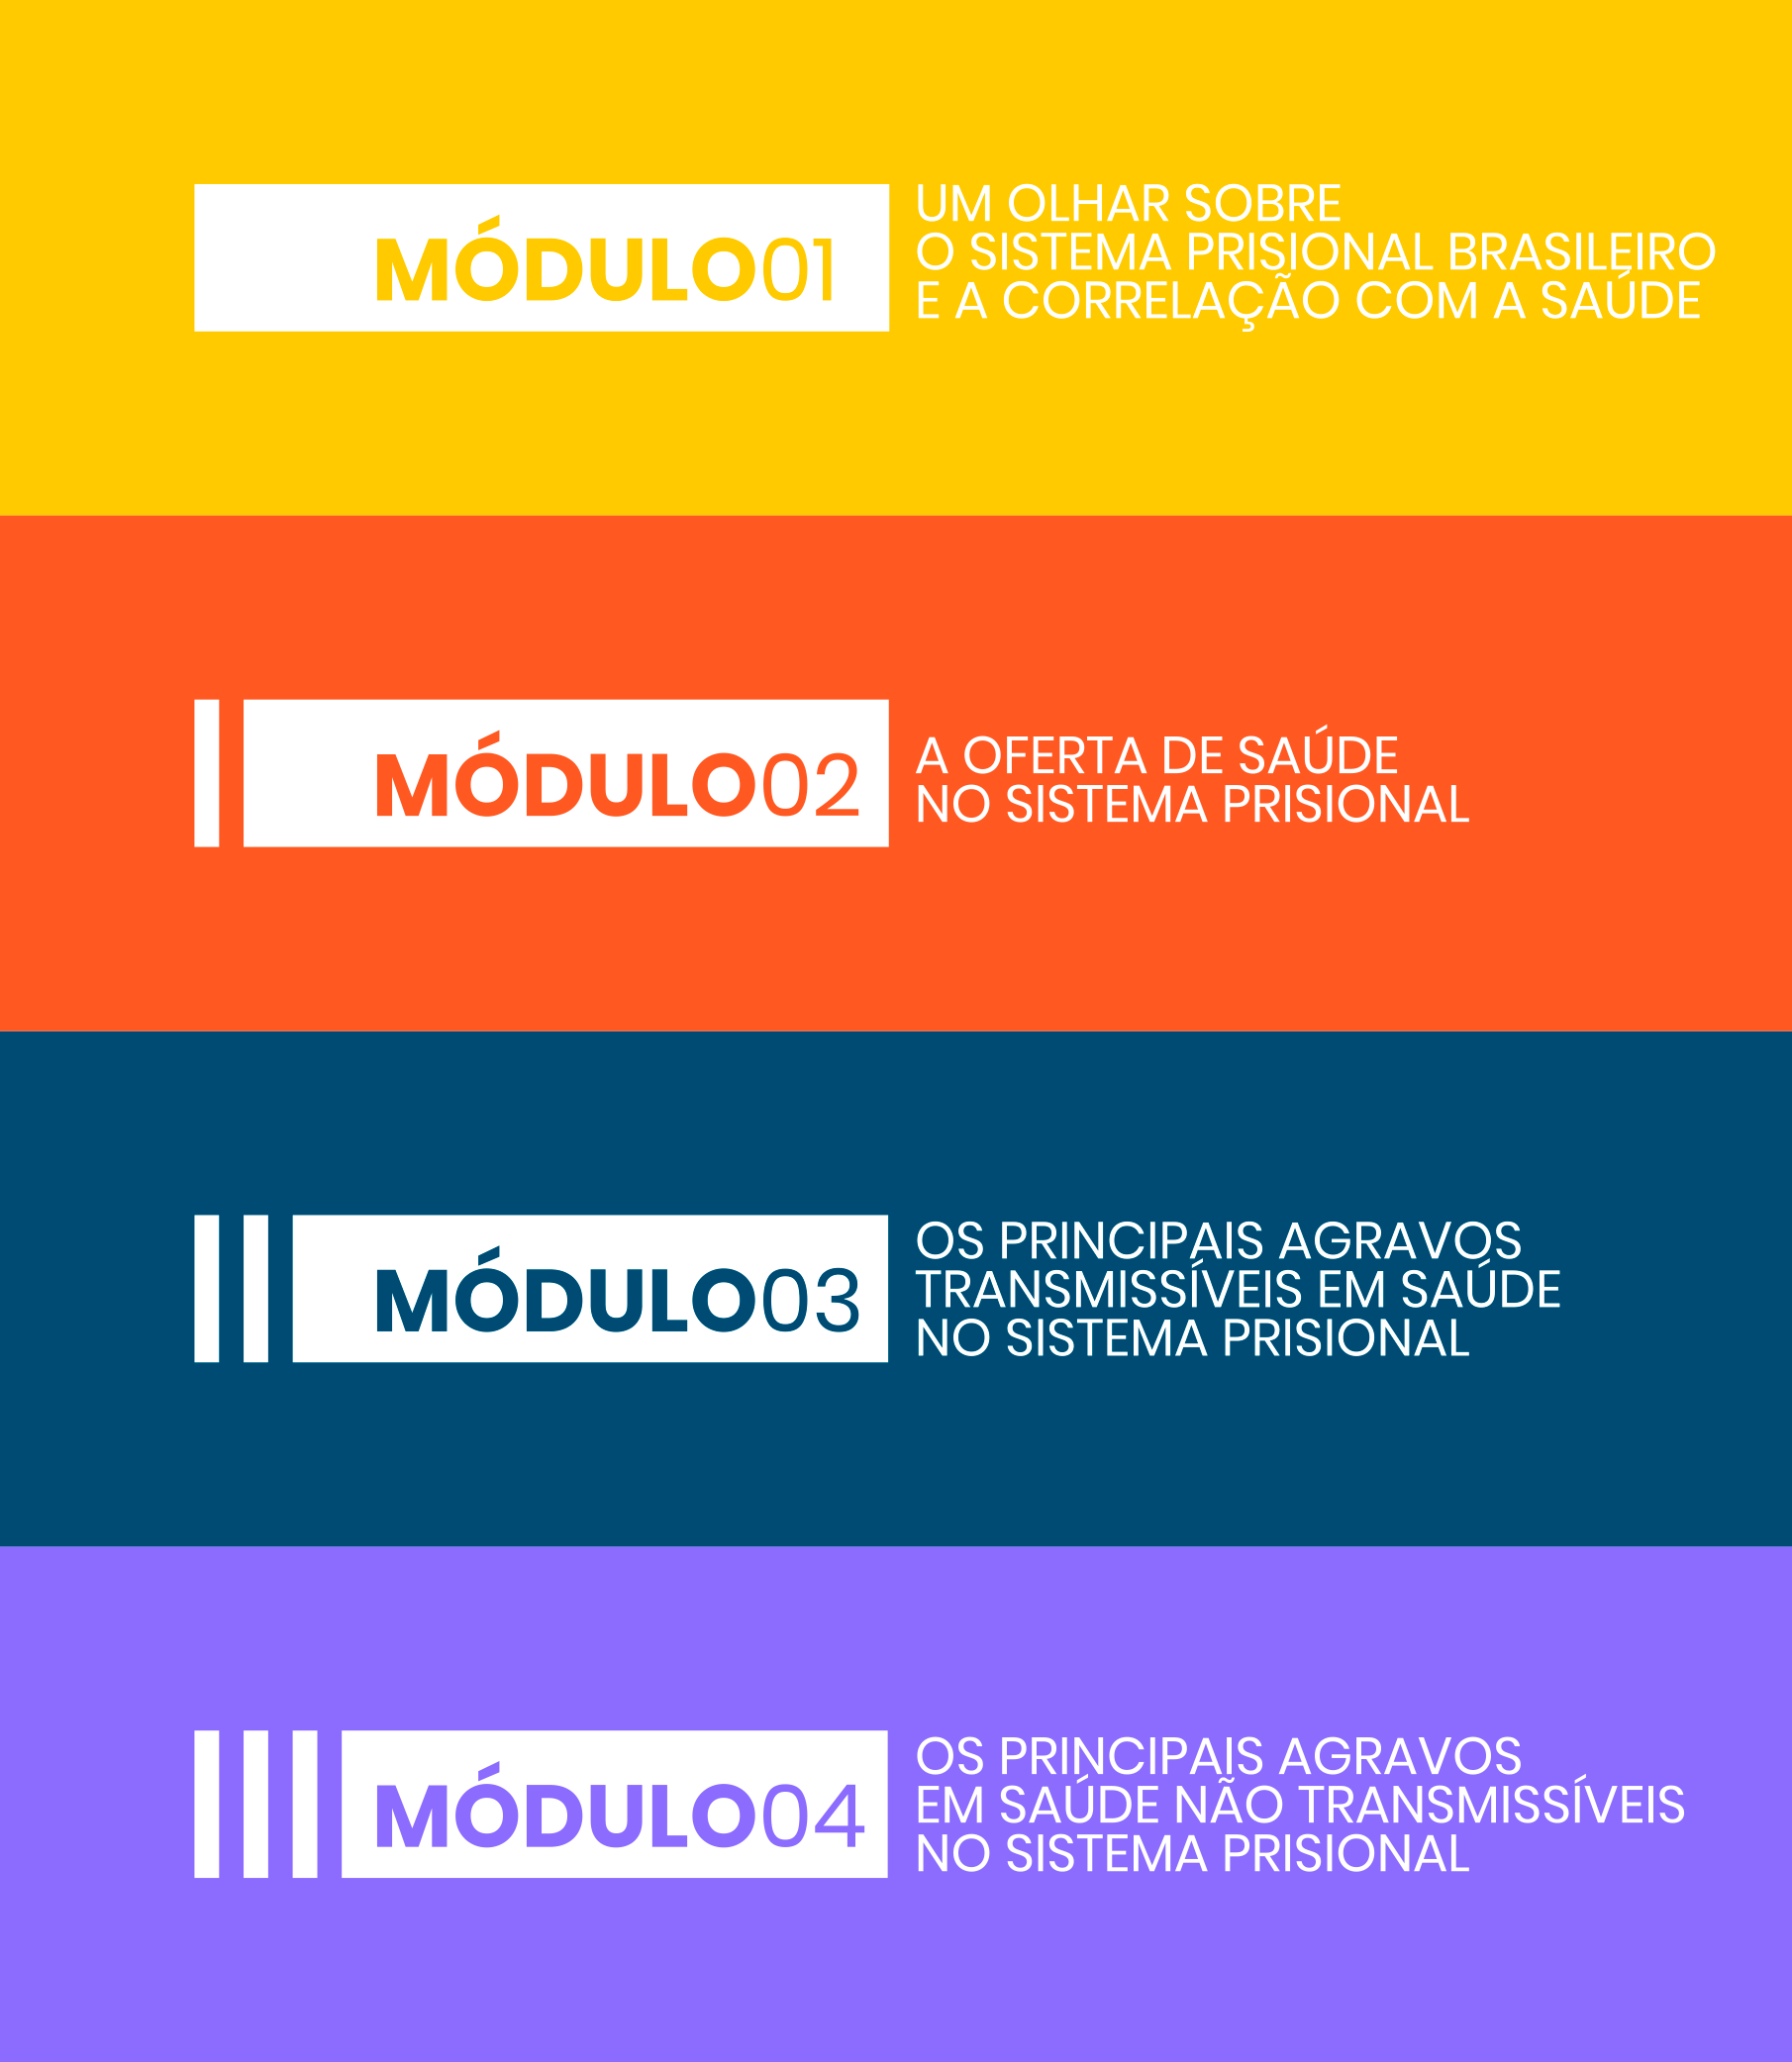 MÓDULO01
UM OLHAR SOBRE
O SISTEMA PRISIONAL BRASILEIRO
E A CORRELAÇÃO COM A SAÚDE
MÓDULO02
A OFERTA DE SAÚDE
NO SISTEMA PRISIONAL
MÓDULO03
OS PRINCIPAIS AGRAVOS
TRANSMISSÍVEIS EM SAÚDE
NO SISTEMA PRISIONAL
MÓDULO04
OS PRINCIPAIS AGRAVOS
EM SAÚDE NÃO TRANSMISSÍVEIS
NO SISTEMA PRISIONAL